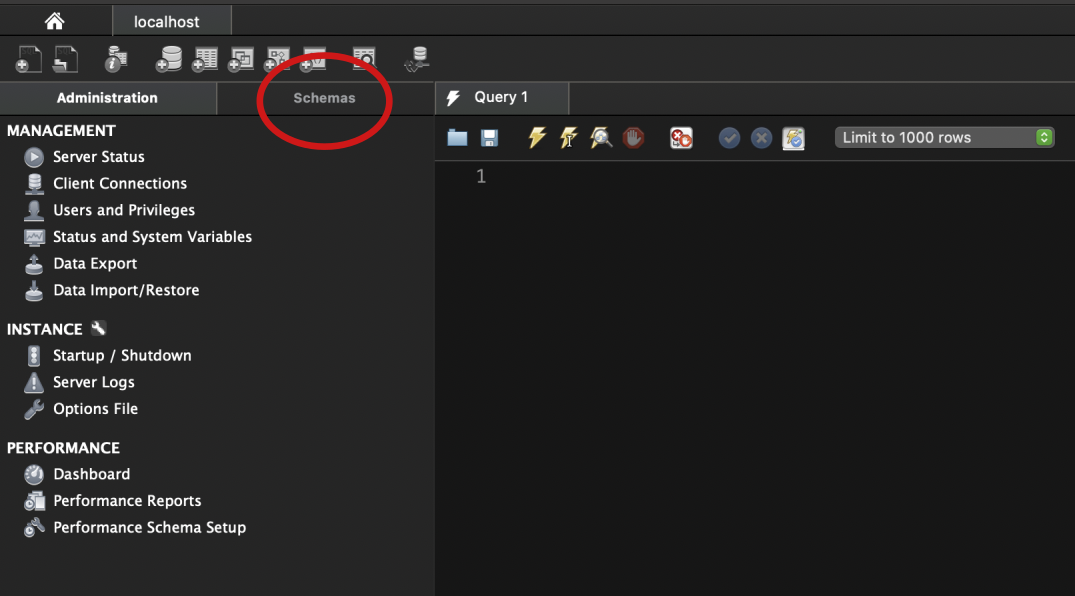 localhost
Administration
Schemas
Query 1
MANAGEMENT
Server Status
Client Connections
Users and Privileges
Status and System Variables
Data Export
Data Import/Restore
INSTANCE
Startup / Shutdown
Server Logs
Options File
PERFORMANCE
Dashboard
Performance Reports
Performance Schema Setup
Limit to 1000 rows
1